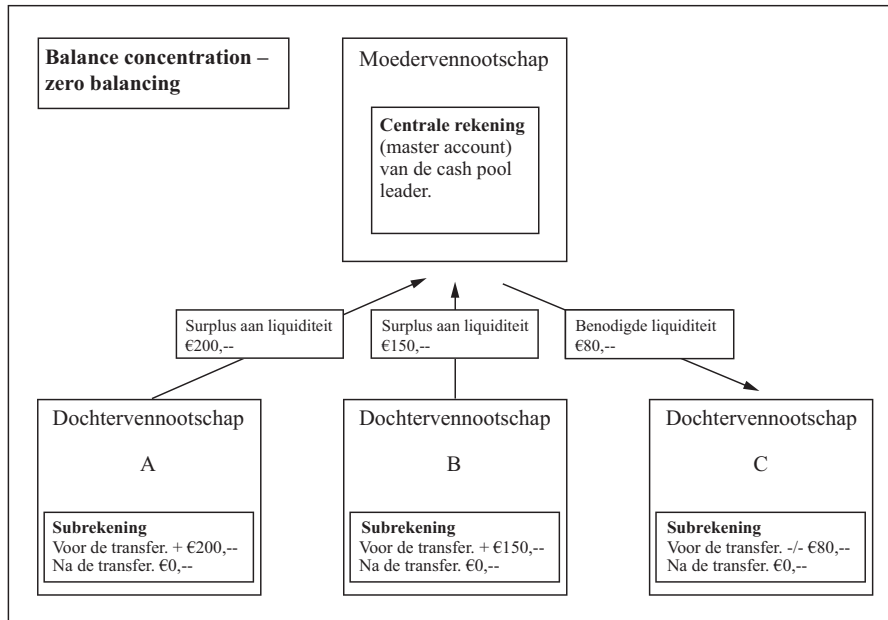 Balance concentration –
zero balancing
Moedervennootschap
Centrale rekening
(master account)
van de cash pool
leader.
Surplus aan liquiditeit
€200,--
Surplus aan liquiditeit
€150,--
Benodigde liquiditeit
€80,--
Dochtervennootschap
A
Subrekening
Voor de transfer. + €200,--
Na de transfer. €0,--
Dochtervennootschap
B
Subrekening
Voor de transfer. + €150,--
Na de transfer. €0,--
Dochtervennootschap
C
Subrekening
Voor de transfer. -/- €80,--
Na de transfer. €0,--